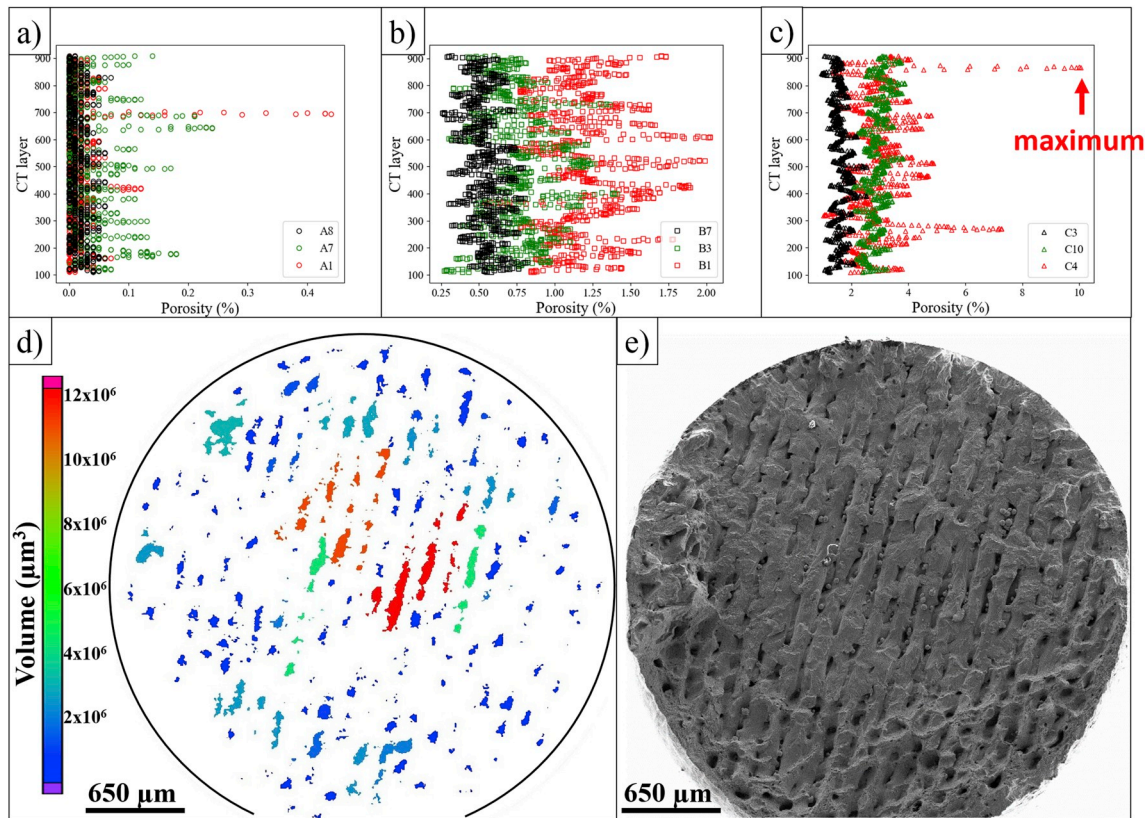 a)
CT layer
900
800
700
600
500
400
300
200
100
A8
A7
A1
0.0 0.1 0.2 0.3 0.4
Porosity (%)
b)
CT layer
900
800
700
600
500
400
300
200
100
B7
B3
B1
0.25 0.50 0.75 1.00 1.25 1.50 1.75 2.00
Porosity (%)
c)
CT layer
900
800
700
600
500
400
300
200
100
maximum
C3
C10
C4
2 4 6 8 10
Porosity (%)
d)
Volume (μm³)
12x10⁶
10x10⁶
8x10⁶
6x10⁶
4x10⁶
2x10⁶
650 μm
e)
650 μm